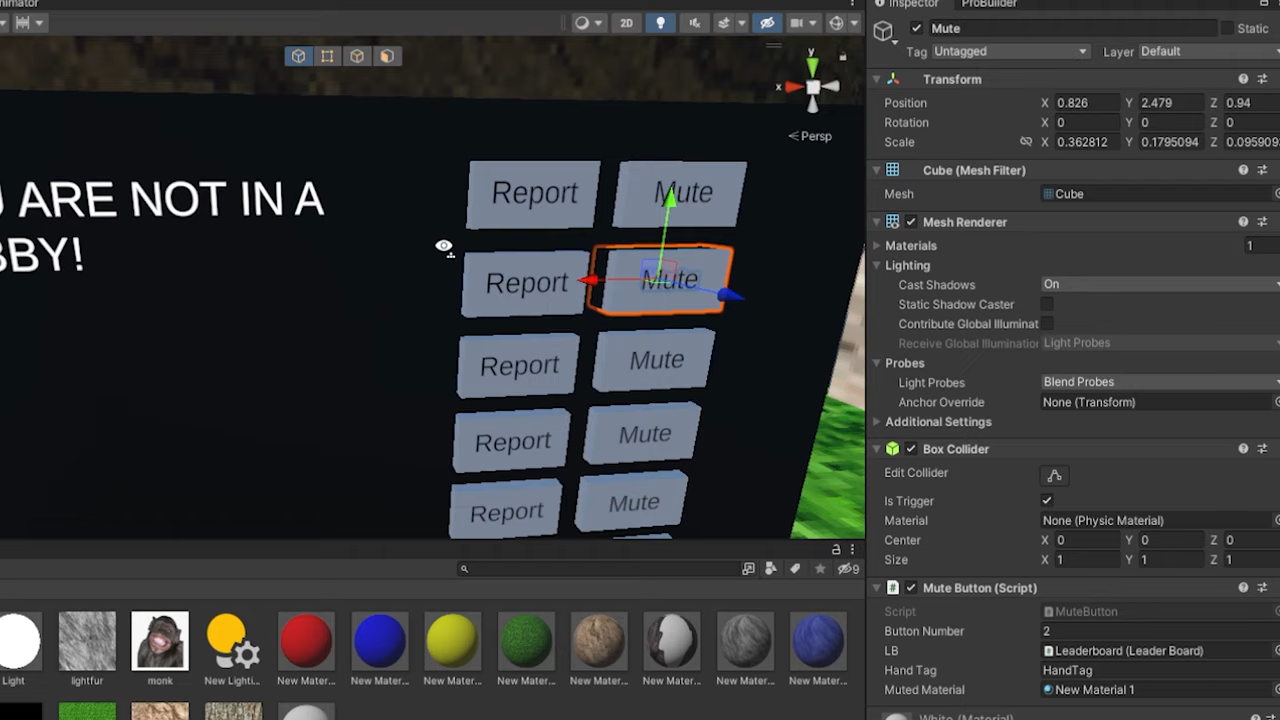 Inspector ProBuilder
2D
Mute
Static
Tag Untagged Layer Default
Transform
Position X 0.826 Y 2.479 Z 0.94
Rotation X 0 Y 0 Z 0
Scale X 0.362812 Y 0.1795094 0.095909
Cube (Mesh Filter)
Mesh Cube
Mesh Renderer
Materials 1
Lighting
Cast Shadows On
Static Shadow Caster
Contribute Global Illuminat
Receive Global Illumination Light Probes
Probes
Light Probes Blend Probes
Anchor Override None (Transform)
Additional Settings
Box Collider
Edit Collider
Is Trigger
Material None (Physic Material)
Center X 0 Y 0 Z 0
Size X 1 Y 1 Z 1
Mute Button (Script)
Script MuteButton
Button Number 2
LB Leaderboard (Leader Board)
Hand Tag HandTag
Muted Material New Material 1
White (Material)
y
x
Persp
U ARE NOT IN A
BBY!
Report Mute
Report Mute
Report Mute
Report Mute
Report Mute
9
Light lightfur monk New Lighti... New Mater... New Mater... New Mater... New Mater... New Mater... New Mater... New Mater... New Mater...